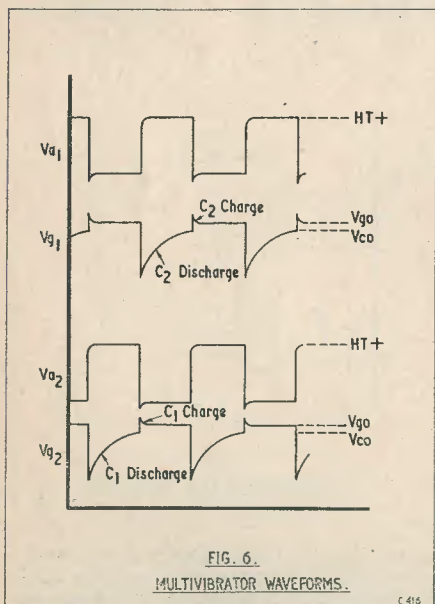 HT+
Va1
C2 Charge
Vg1
Vgo
Vco
C2 Discharge
HT+
Va2
C1 Charge
Vgo
Vco
Vg2
C1 Discharge
FIG. 6.
MULTIVIBRATOR WAVEFORMS.
C 416